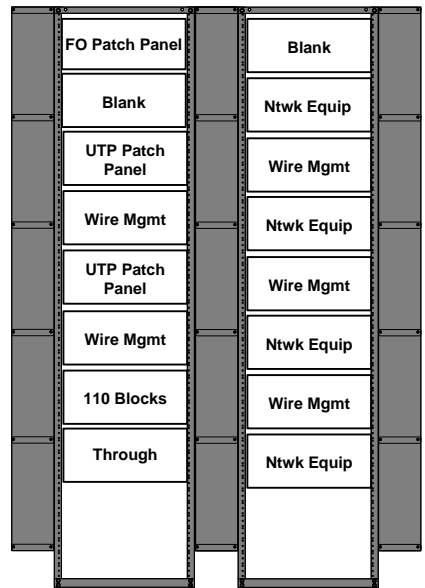 FO Patch Panel
Blank
UTP Patch
Panel
Wire Mgmt
UTP Patch
Panel
Wire Mgmt
110 Blocks
Through
Blank
Ntwk Equip
Wire Mgmt
Ntwk Equip
Wire Mgmt
Ntwk Equip
Wire Mgmt
Ntwk Equip